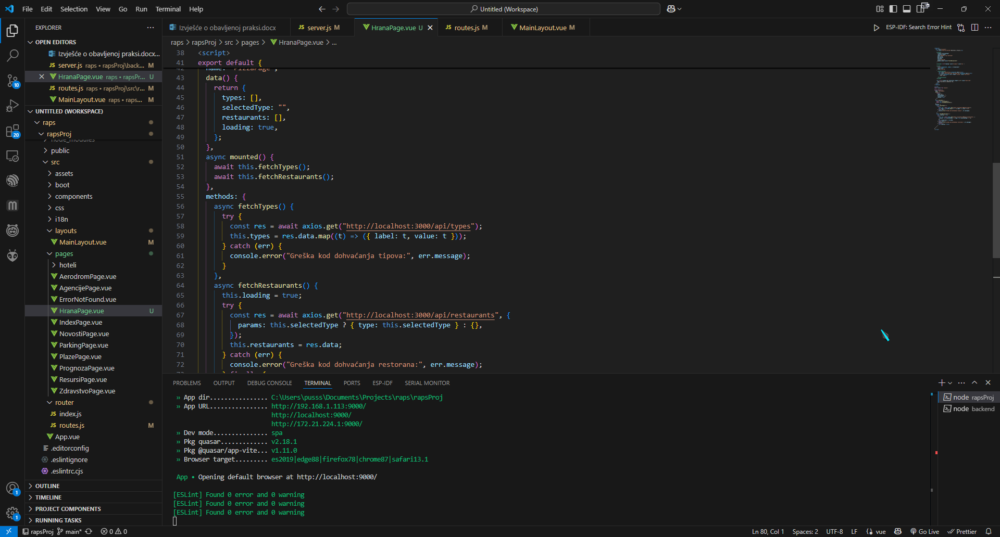 File Edit Selection View Go Run Terminal Help
Untitled (Workspace)
EXPLORER
OPEN EDITORS
Izvješće o obavljenoj praksi.docx...
server.js raps • rapsProj\back... M
HranaPage.vue raps • rapsPr... U
routes.js raps • rapsProj\src\r... M
MainLayout.vue raps • raps... M
UNTITLED (WORKSPACE)
raps
rapsProj
node_modules
public
src
assets
boot
components
css
i18n
layouts
MainLayout.vue M
pages
hoteli
AerodromPage.vue
AgencijePage.vue
ErrorNotFound.vue
HranaPage.vue U
IndexPage.vue
NovostiPage.vue
ParkingPage.vue
PlazePage.vue
PrognozaPage.vue
ResursiPage.vue
ZdravstvoPage.vue
router
index.js
routes.js M
App.vue
.editorconfig
.eslintignore
.eslintrc.cjs
OUTLINE
TIMELINE
PROJECT COMPONENTS
RUNNING TASKS
10
20
1
1
Izvješće o obavljenoj praksi.docx JS server.js M HranaPage.vue U JS routes.js M MainLayout.vue M
ESP-IDF: Search Error Hint
raps > rapsProj > src > pages > HranaPage.vue > ...
38 <script>
41 export default {
42 name: "PizzaPage",
43 data() {
44 return {
45 types: [],
46 selectedType: "",
47 restaurants: [],
48 loading: true,
49 };
50 },
51 async mounted() {
52 await this.fetchTypes();
53 await this.fetchRestaurants();
54 },
55 methods: {
56 async fetchTypes() {
57 try {
58 const res = await axios.get("http://localhost:3000/api/types");
59 this.types = res.data.map((t) => ({ label: t, value: t }));
60 } catch (err) {
61 console.error("Greška kod dohvaćanja tipova:", err.message);
62 }
63 },
64 async fetchRestaurants() {
65 this.loading = true;
66 try {
67 const res = await axios.get("http://localhost:3000/api/restaurants", {
68 params: this.selectedType ? { type: this.selectedType } : {},
69 });
70 this.restaurants = res.data;
71 } catch (err) {
72 console.error("Greška kod dohvaćanja restorana:", err.message);
73 } finally {
PROBLEMS OUTPUT DEBUG CONSOLE TERMINAL PORTS ESP-IDF SERIAL MONITOR
» App dir................ C:\Users\pusss\Documents\Projects\raps\rapsProj
» App URL................ http://192.168.1.113:9000/
http://localhost:9000/
http://172.21.224.1:9000/
» Dev mode............... spa
» Pkg quasar............. v2.18.1
» Pkg @quasar/app-vite... v1.11.0
» Browser target......... es2019|edge88|firefox78|chrome87|safari13.1
App • Opening default browser at http://localhost:9000/
[ESLint] Found 0 error and 0 warning
[ESLint] Found 0 error and 0 warning
[ESLint] Found 0 error and 0 warning
node rapsProj
node backend
rapsProj main* 0 0
Ln 80, Col 1 Spaces: 2 UTF-8 LF vue Go Live Prettier